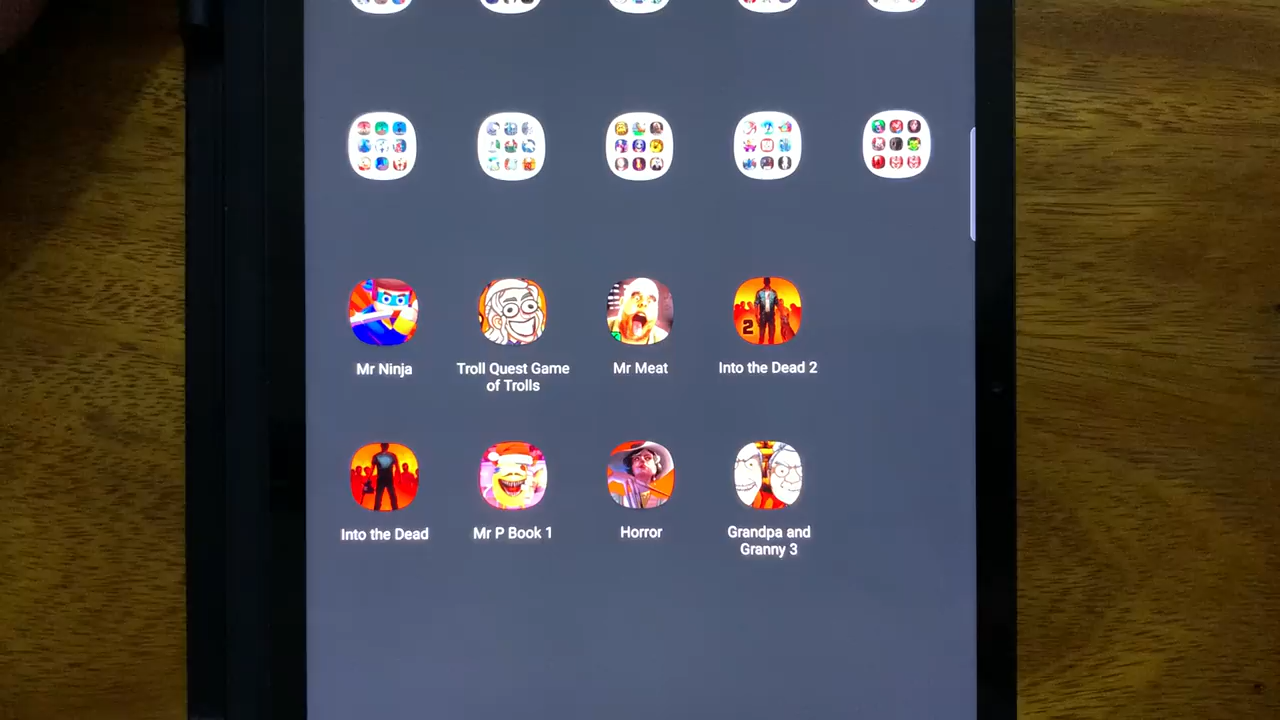 Mr Ninja
Troll Quest Game
of Trolls
Mr Meat
2
Into the Dead 2
Into the Dead
Mr P Book 1
Horror
Grandpa and
Granny 3